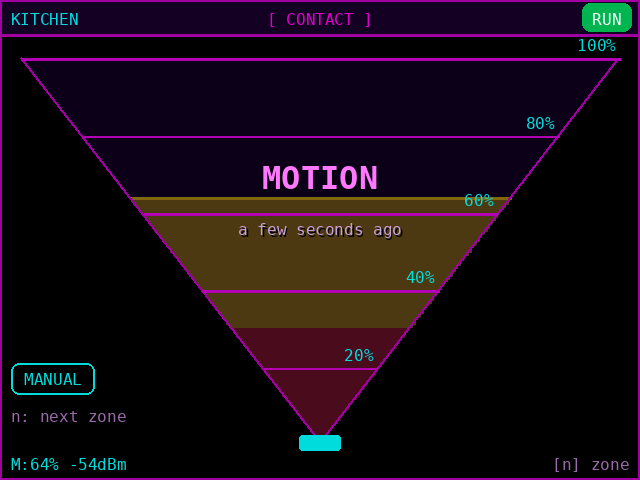 KITCHEN [ CONTACT ] RUN
100%
80%
MOTION
60%
a few seconds ago
40%
20%
MANUAL
n: next zone
M:64% -54dBm [n] zone